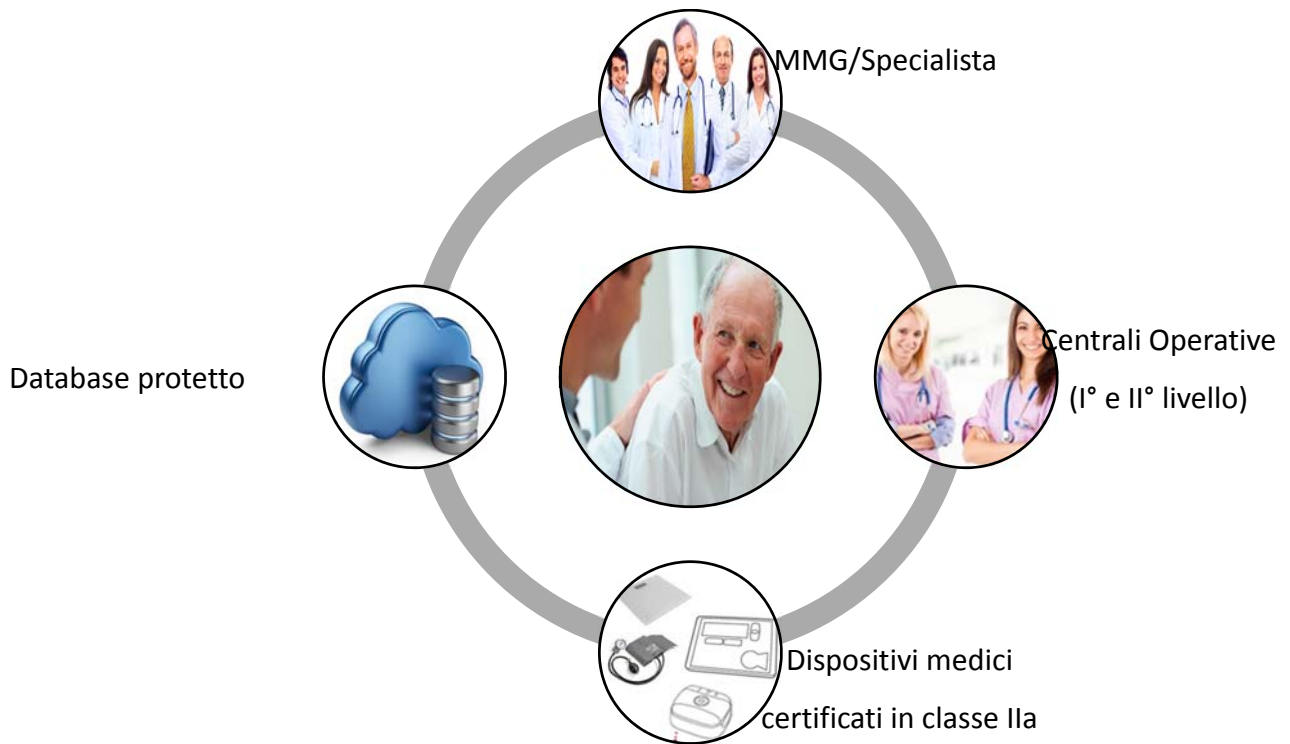 MMG/Specialista
Centrali Operative
(I° e II° livello)
Database protetto
Dispositivi medici
certificati in classe IIa